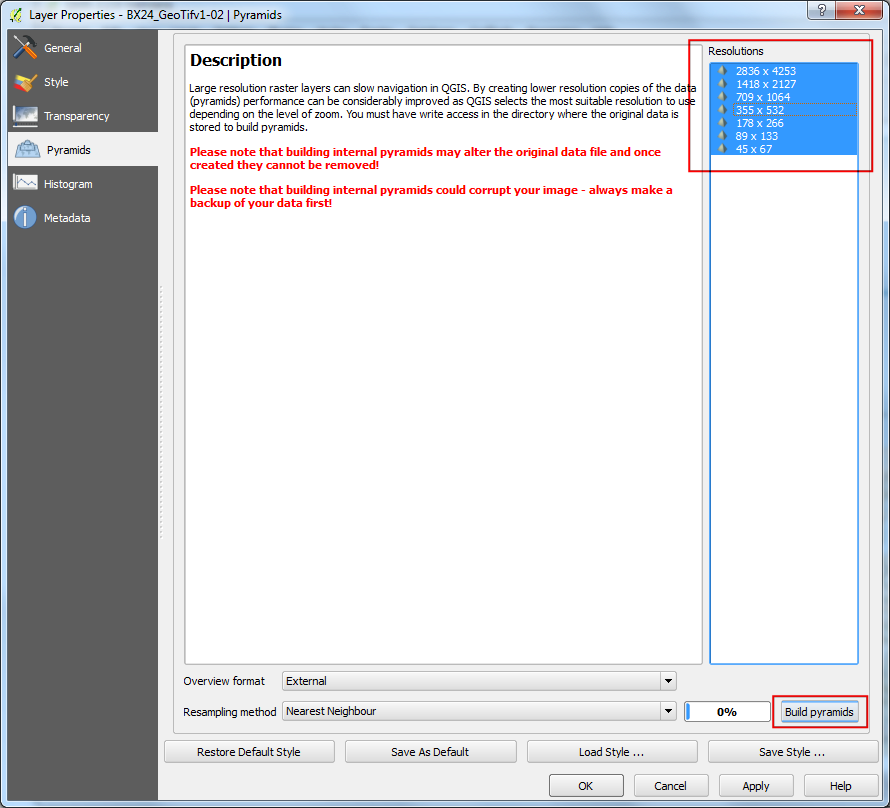 Layer Properties - BX24_GeoTifv1-02 | Pyramids
General
Style
Transparency
Pyramids
Histogram
Metadata
Description
Large resolution raster layers can slow navigation in QGIS. By creating lower resolution copies of the data
(pyramids) performance can be considerably improved as QGIS selects the most suitable resolution to use
depending on the level of zoom. You must have write access in the directory where the original data is
stored to build pyramids.
Please note that building internal pyramids may alter the original data file and once
created they cannot be removed!
Please note that building internal pyramids could corrupt your image - always make a
backup of your data first!
Resolutions
2836 x 4253
1418 x 2127
709 x 1064
355 x 532
178 x 266
89 x 133
45 x 67
Overview format
External
Resampling method
Nearest Neighbour
0%
Build pyramids
Restore Default Style
Save As Default
Load Style ...
Save Style ...
OK
Cancel
Apply
Help